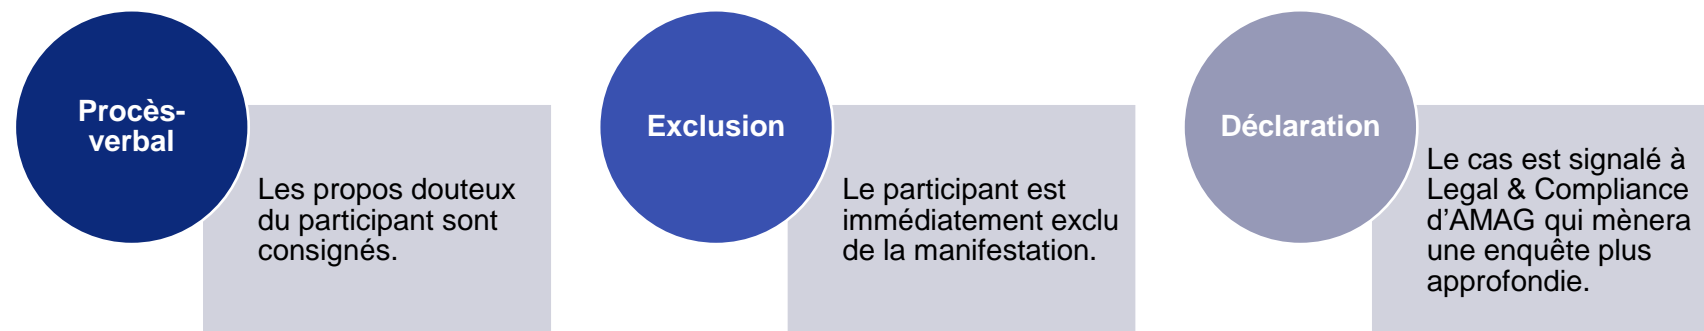 Procès-
verbal
Les propos douteux
du participant sont
consignés.
Exclusion
Le participant est
immédiatement exclu
de la manifestation.
Déclaration
Le cas est signalé à
Legal & Compliance
d’AMAG qui mènera
une enquête plus
approfondie.